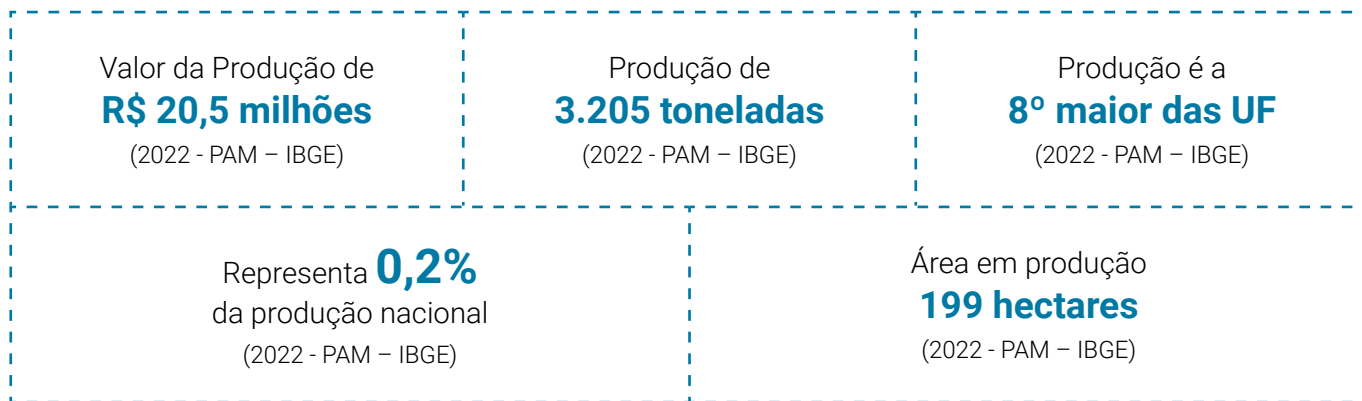 Valor da Produção de
R$ 20,5 milhões
(2022 - PAM – IBGE)
Produção de
3.205 toneladas
(2022 - PAM – IBGE)
Produção é a
8º maior das UF
(2022 - PAM – IBGE)
Representa 0,2%
da produção nacional
(2022 - PAM – IBGE)
Área em produção
199 hectares
(2022 - PAM – IBGE)